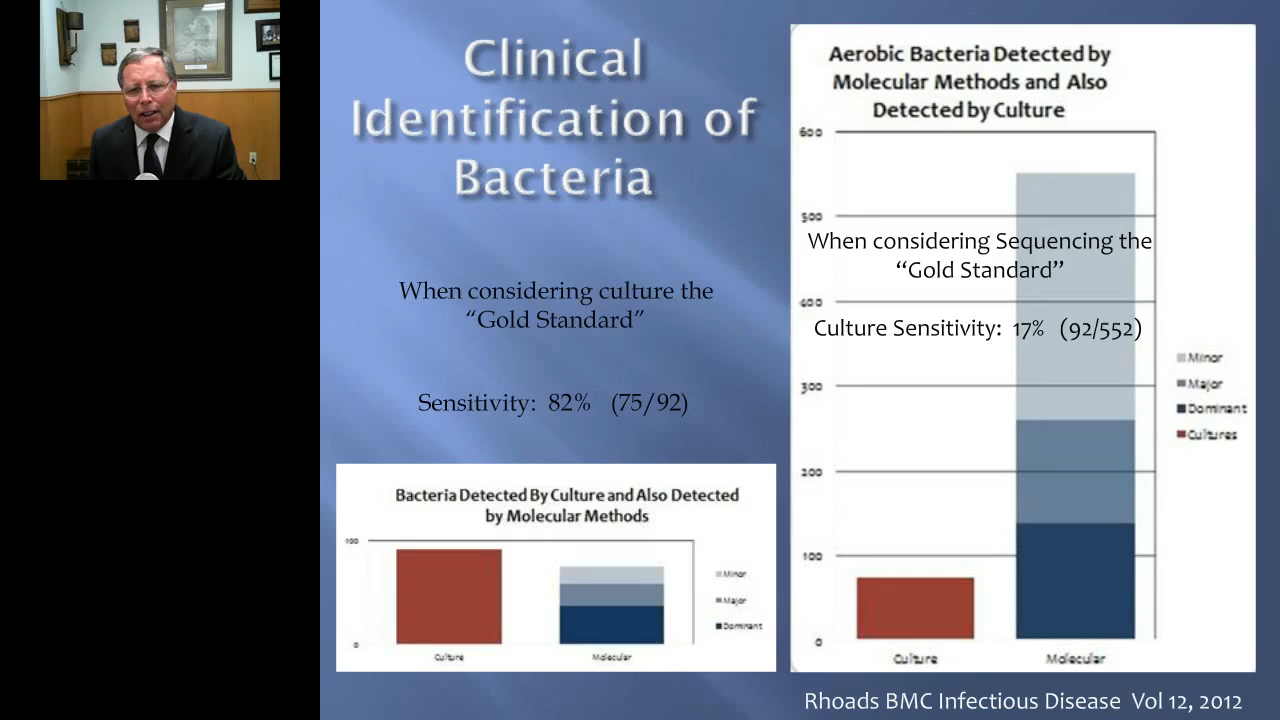 Clinical
Identification of
Bacteria
When considering culture the
“Gold Standard”
Sensitivity: 82% (75/92)
Bacteria Detected By Culture and Also Detected
by Molecular Methods
100
0
Culture
Molecular
Minor
Major
Dominant
Aerobic Bacteria Detected by
Molecular Methods and Also
Detected by Culture
600
500
When considering Sequencing the
“Gold Standard”
400
Culture Sensitivity: 17% (92/552)
300
200
100
0
Culture
Molecular
Minor
Major
Dominant
Cultures
Rhoads BMC Infectious Disease Vol 12, 2012